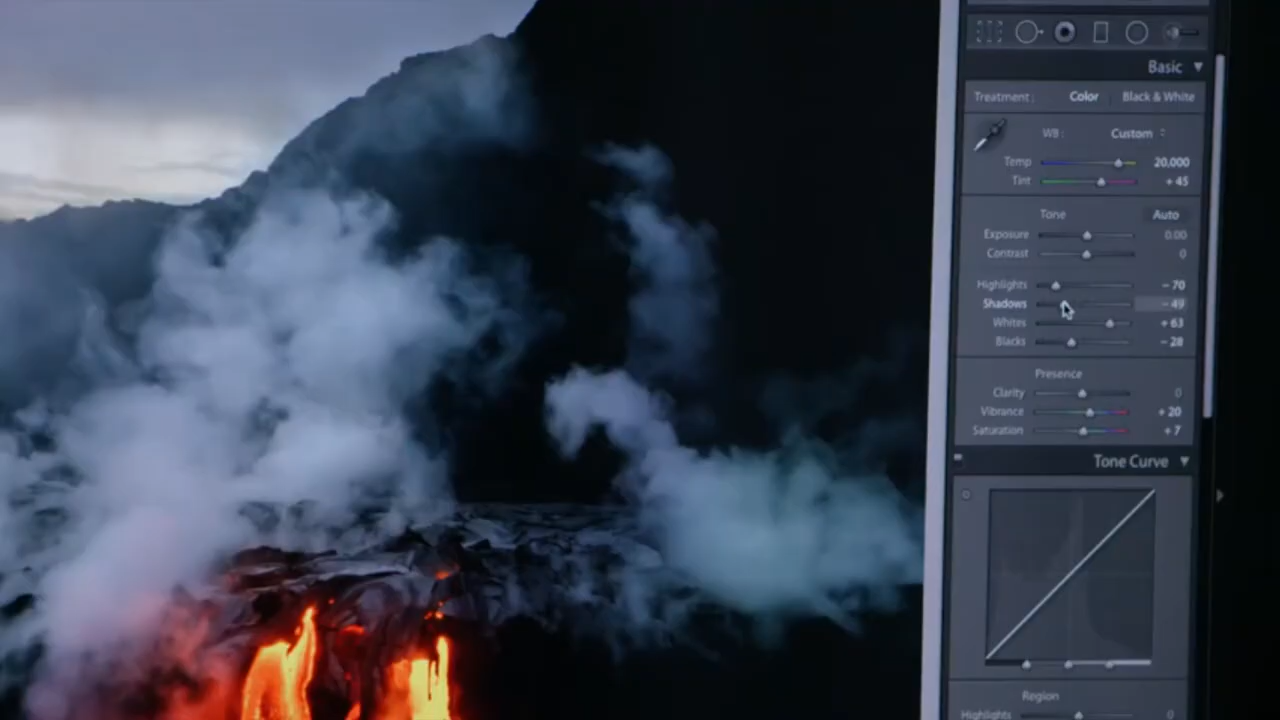 Basic
Treatment: Color Black & White
WB: Custom
Temp 20,000
Tint +45
Tone Auto
Exposure 0.00
Contrast 0
Highlights -70
Shadows -49
Whites +63
Blacks -28
Presence
Clarity 0
Vibrance +20
Saturation +7
Tone Curve
Region
Highlights 0